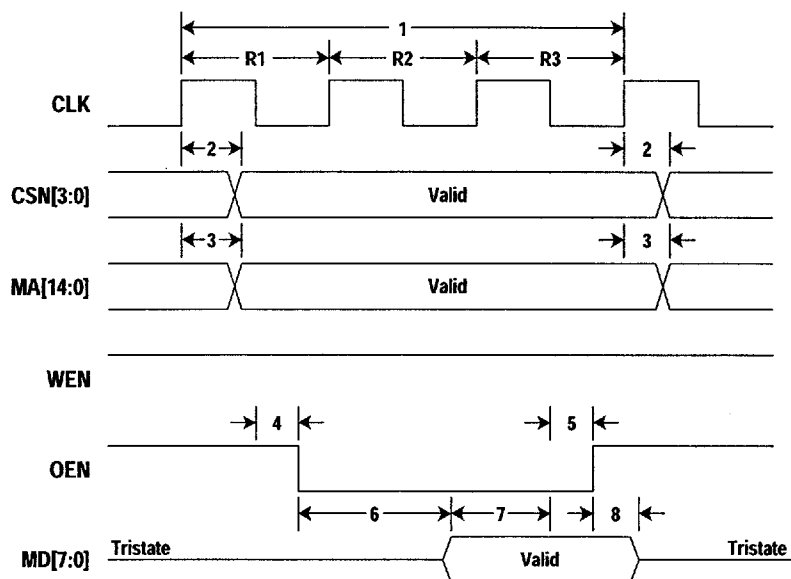 1
R1 R2 R3
CLK
2 2
CSN[3:0] Valid
3 3
MA[14:0] Valid
WEN
4 5
OEN
6 7 8
MD[7:0] Tristate Valid Tristate